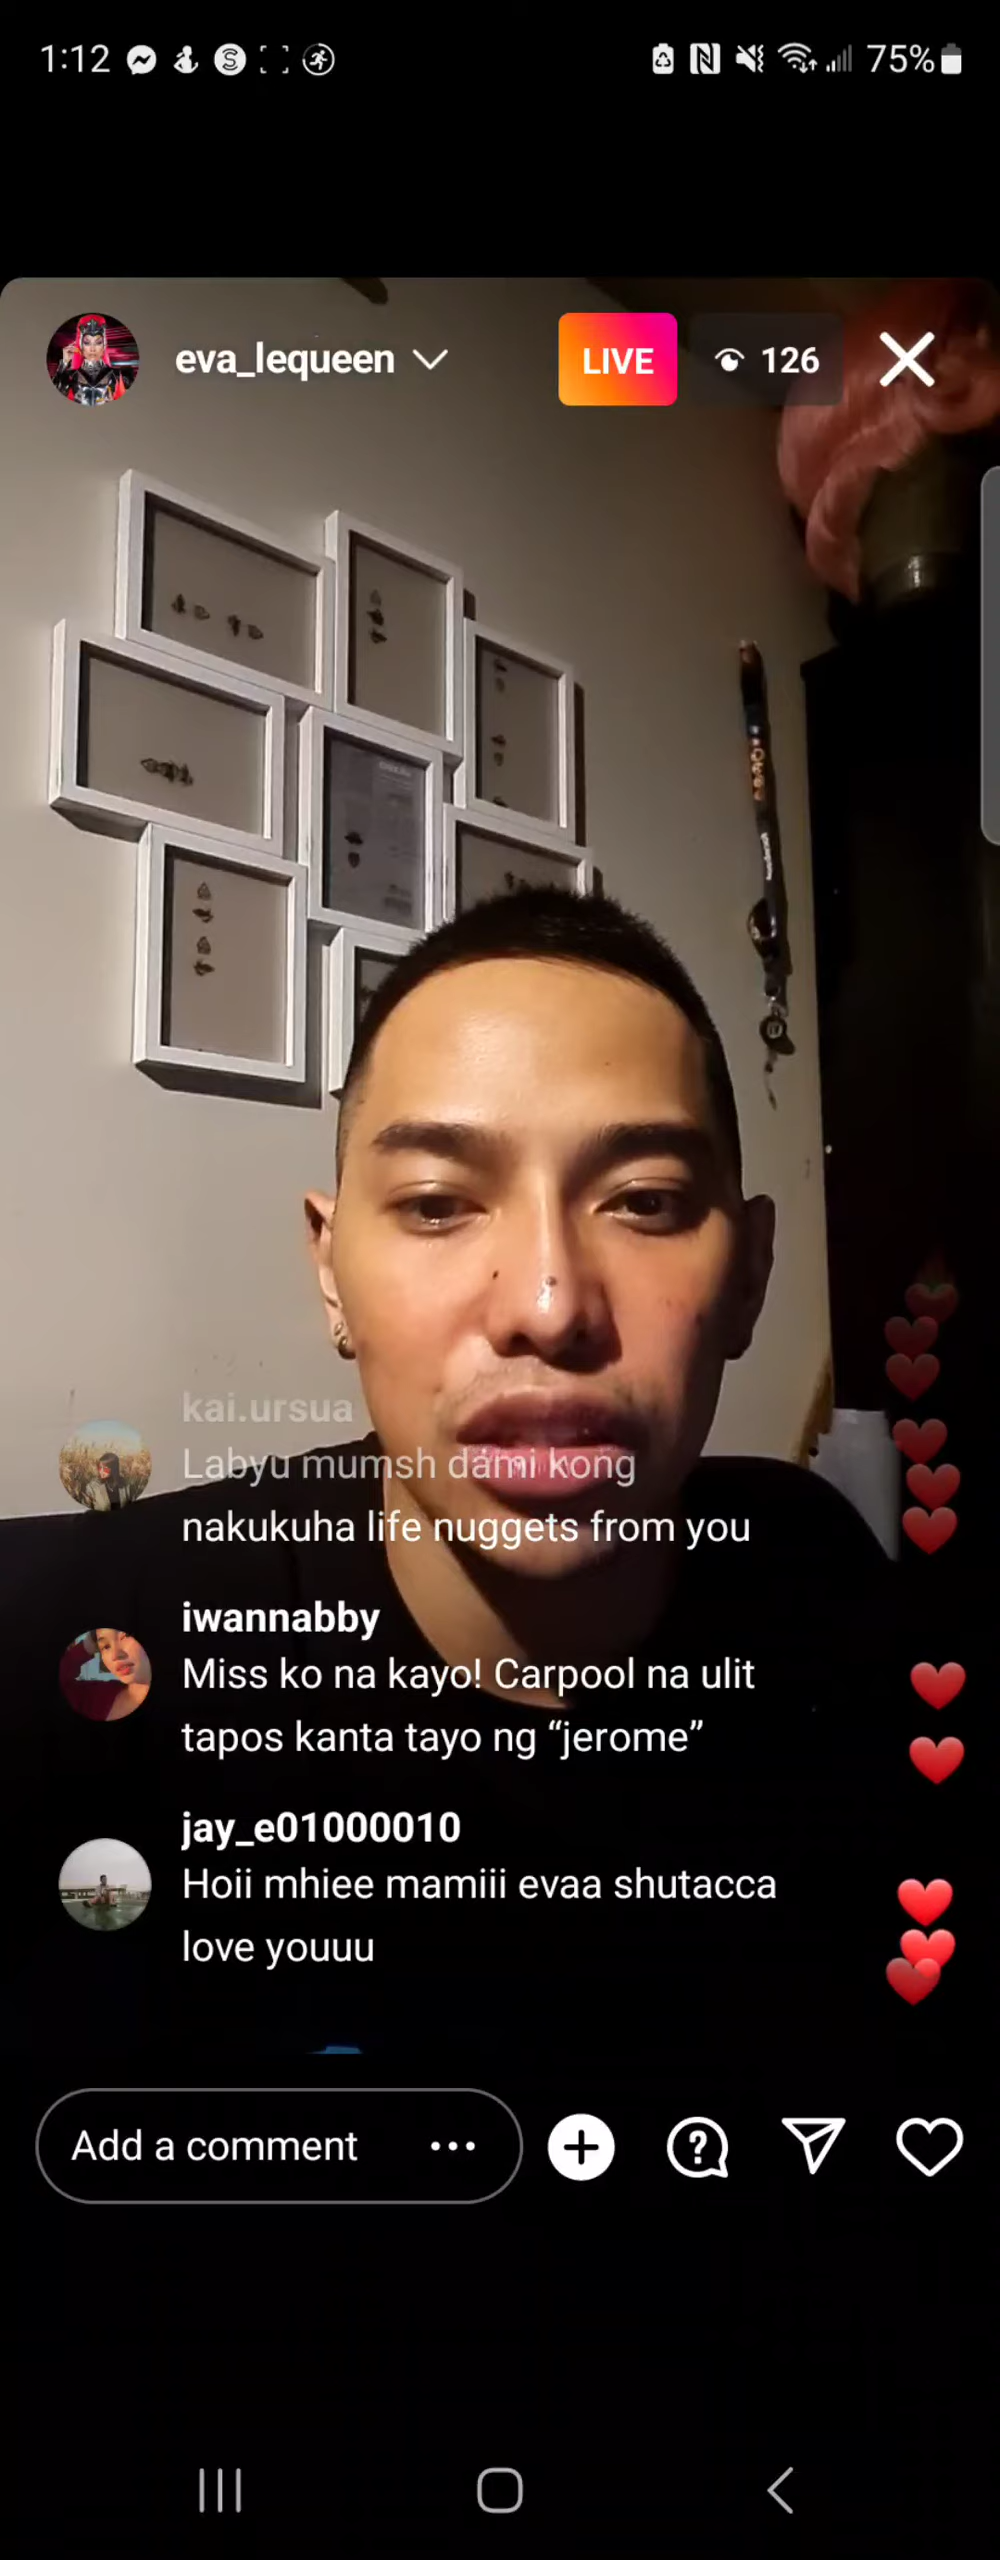 1:12
75%
eva_lequeen
LIVE
126
kai.ursua
Labyu mumsh dami kong
nakukuha life nuggets from you
iwannabby
Miss ko na kayo! Carpool na ulit
tapos kanta tayo ng “jerome”
jay_e01000010
Hoii mhiee mamiii evaa shutacca
love youuu
Add a comment